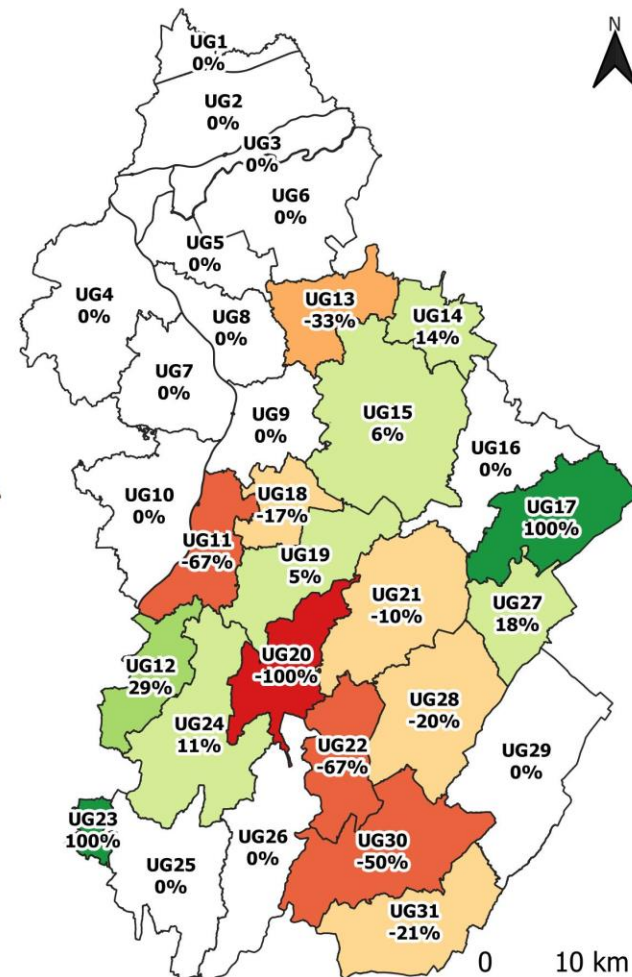 N
UG1
0%
UG2
0%
UG3
0%
UG6
0%
UG5
0%
UG4
0%
UG8
0%
UG13
-33%
UG14
14%
UG7
0%
UG9
0%
UG15
6%
UG16
0%
UG10
0%
UG18
-17%
UG17
100%
UG11
-67%
UG19
5%
UG21
-10%
UG27
18%
UG12
29%
UG20
-100%
UG24
11%
UG28
-20%
UG22
-67%
UG29
0%
UG23
100%
UG25
0%
UG26
0%
UG30
-50%
UG31
-21%
0 10 km